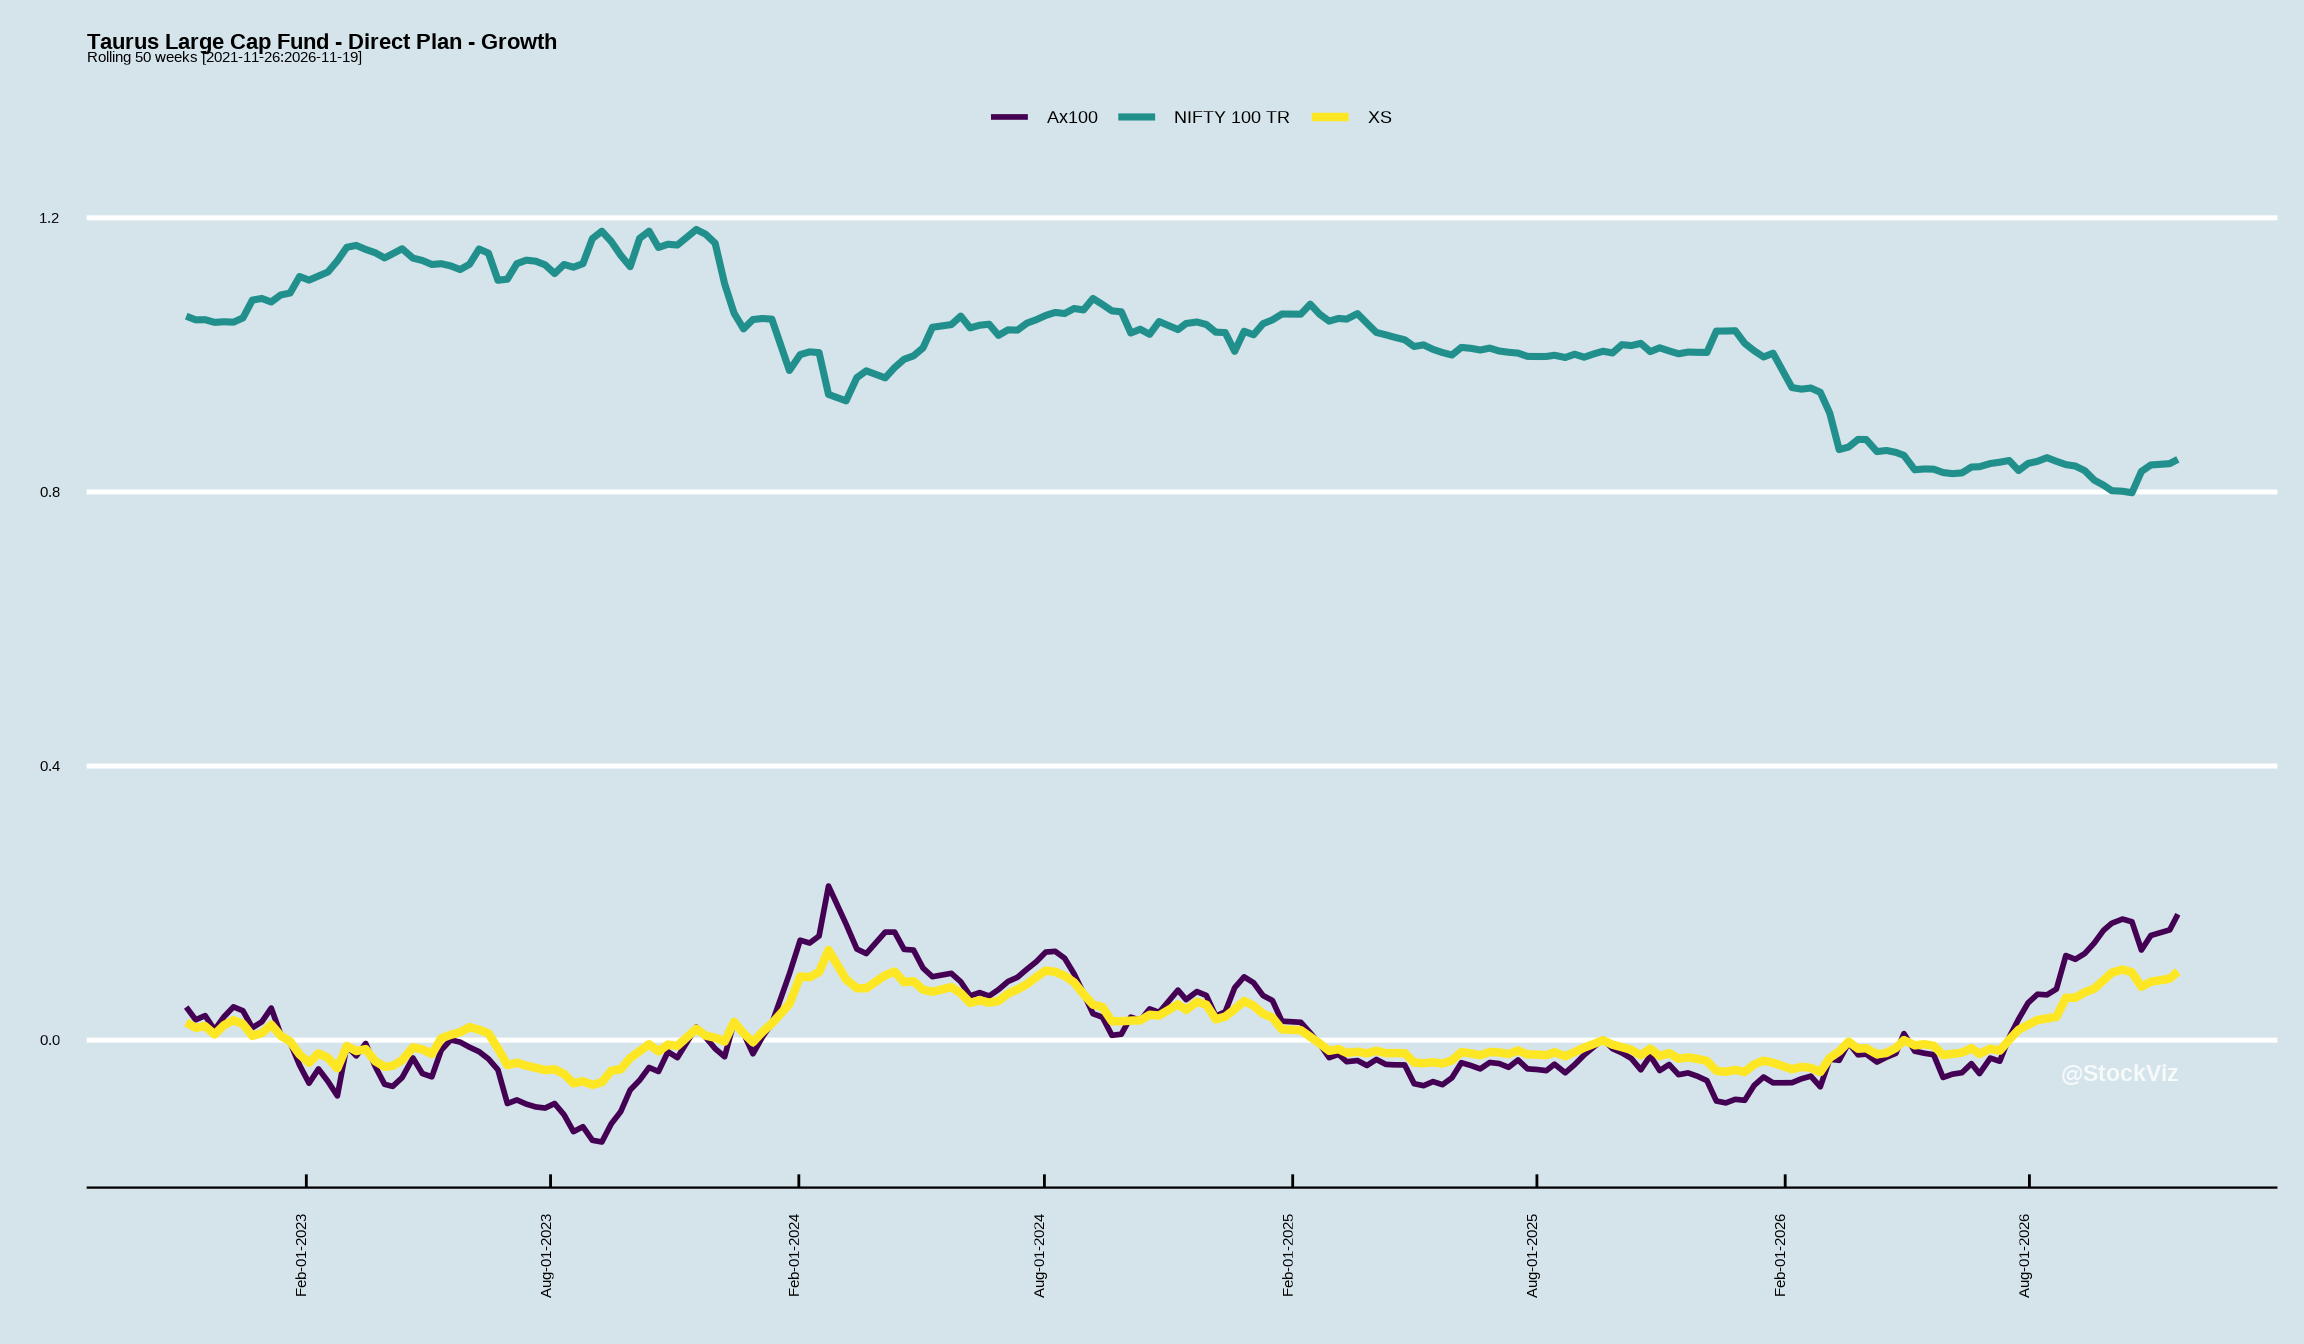 Taurus Large Cap Fund - Direct Plan - Growth
Rolling 50 weeks [2021-11-26:2026-11-19]
Ax100 NIFTY 100 TR XS
1.2
0.8
0.4
0.0
@StockViz
Feb-01-2023
Aug-01-2023
Feb-01-2024
Aug-01-2024
Feb-01-2025
Aug-01-2025
Feb-01-2026
Aug-01-2026